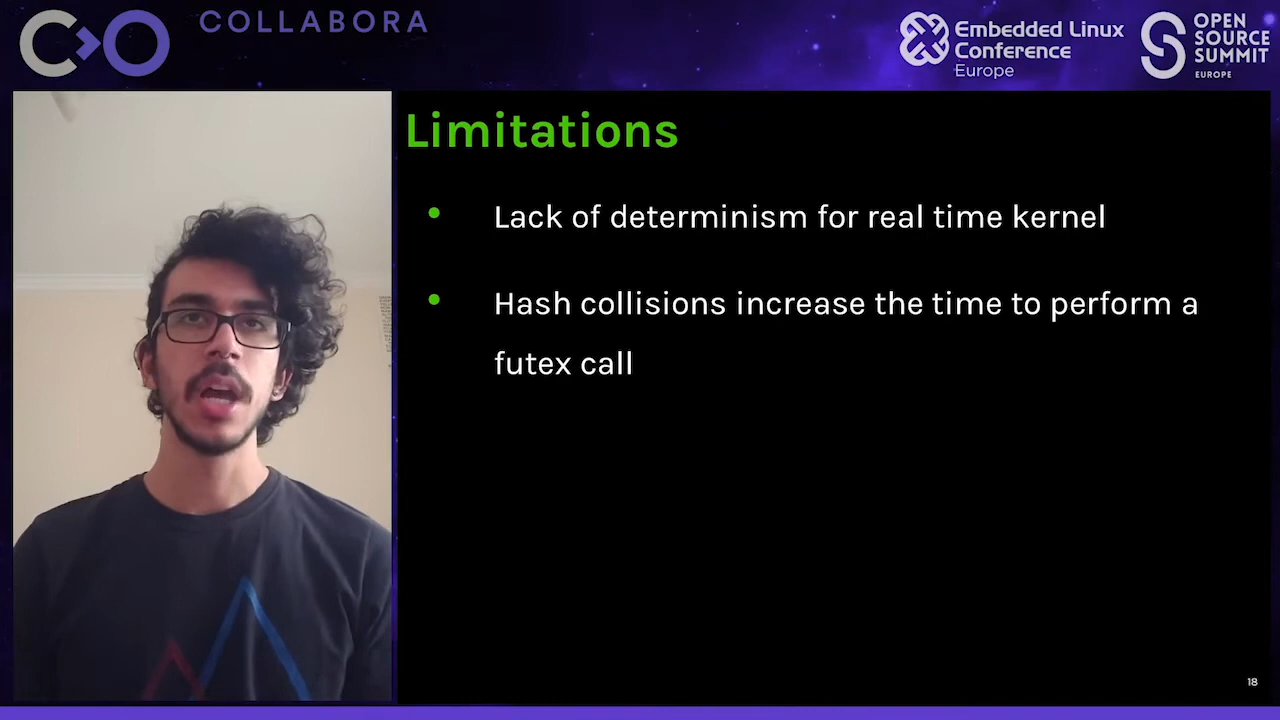 COLLABORA
Embedded Linux
Conference
Europe
OPEN
SOURCE
SUMMIT
EUROPE
Limitations
Lack of determinism for real time kernel
Hash collisions increase the time to perform a
futex call
18